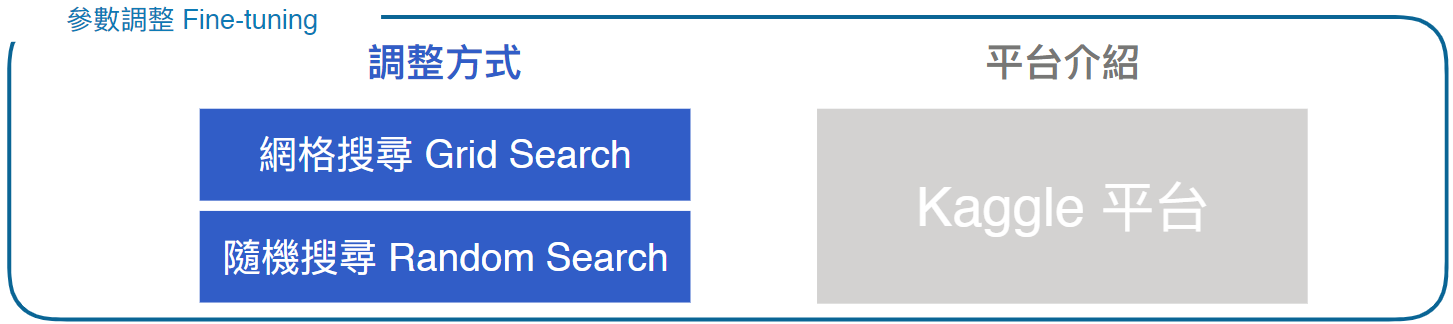 參數調整 Fine-tuning
調整方式
網格搜尋 Grid Search
隨機搜尋 Random Search
平台介紹
Kaggle 平台